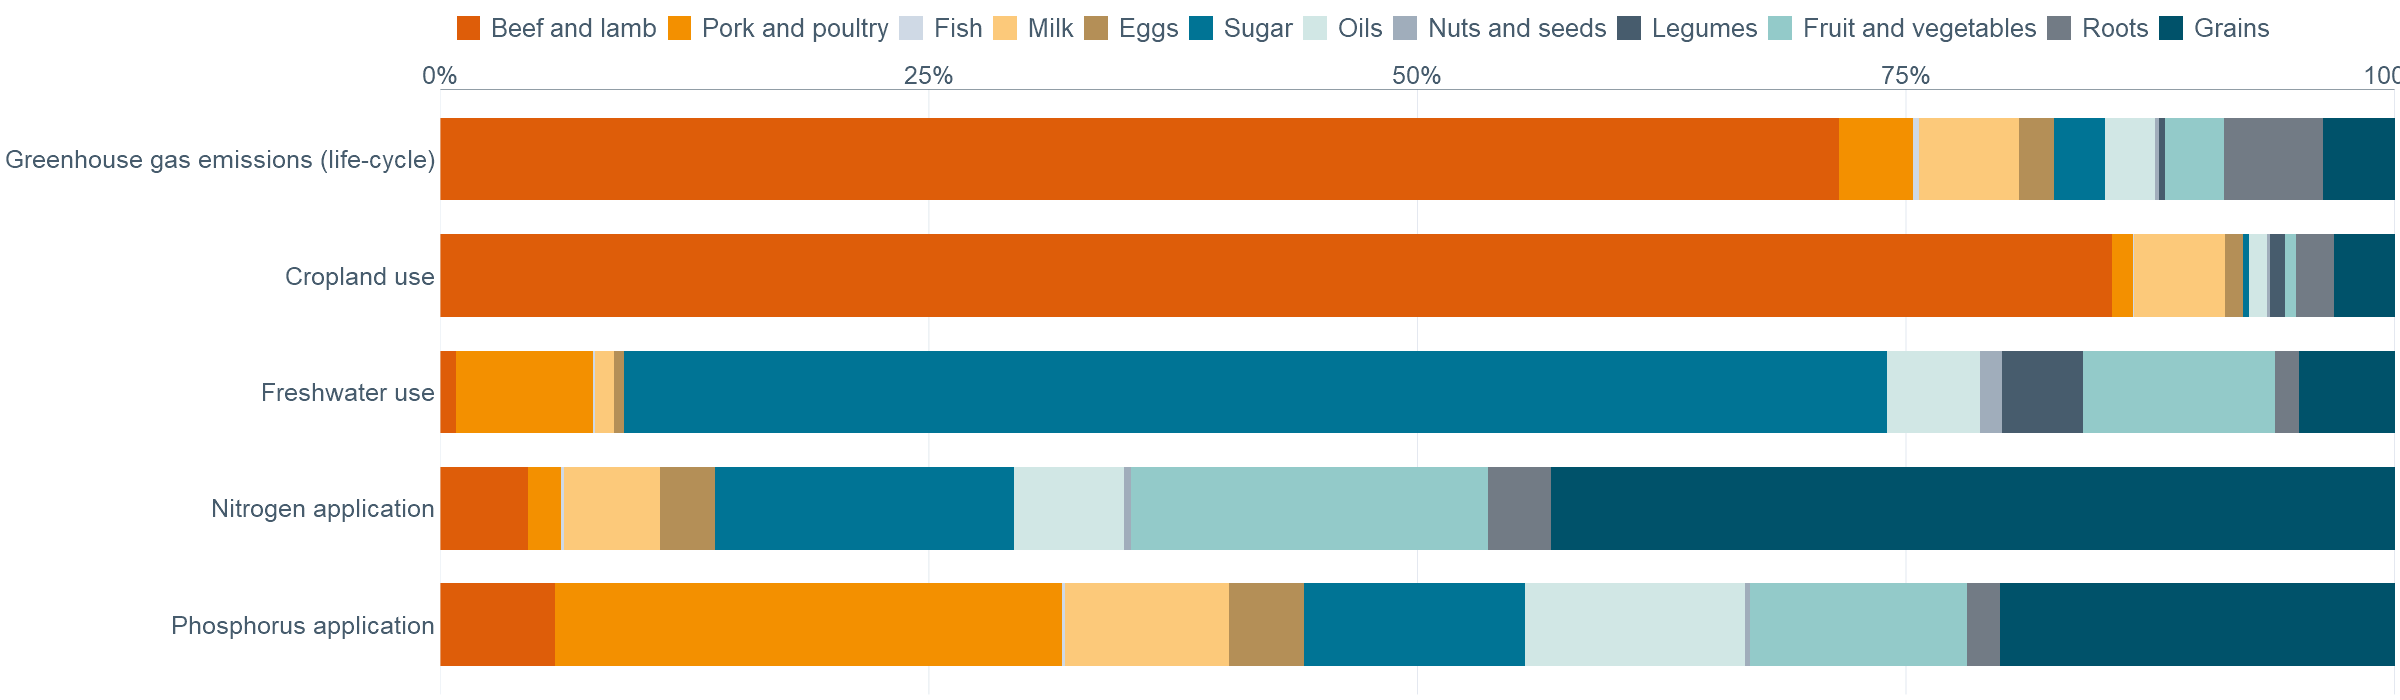 Beef and lamb Pork and poultry Fish Milk Eggs Sugar Oils Nuts and seeds Legumes Fruit and vegetables Roots Grains
0% 25% 50% 75% 100
Greenhouse gas emissions (life-cycle)
Cropland use
Freshwater use
Nitrogen application
Phosphorus application